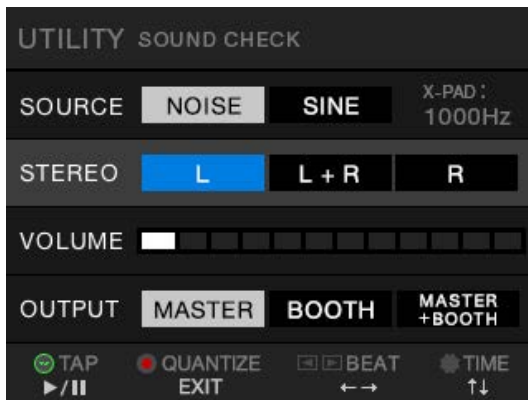 UTILITY SOUND CHECK
SOURCE NOISE SINE X-PAD: 1000Hz
STEREO L L + R R
VOLUME
OUTPUT MASTER BOOTH MASTER +BOOTH
TAP QUANTIZE BEAT TIME
▶/II EXIT ←→ ↑↓